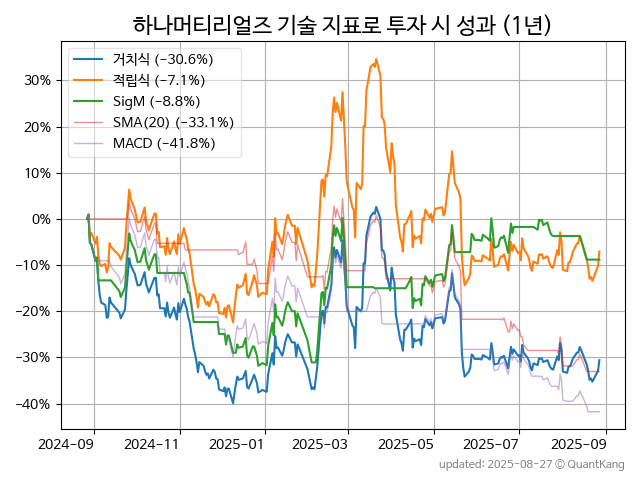 하나머티리얼즈 기술 지표로 투자 시 성과 (1년)
거치식 (−30.6%)
적립식 (−7.1%)
SigM (−8.8%)
SMA(20) (−33.1%)
MACD (−41.8%)
30%
20%
10%
0%
−10%
−20%
−30%
−40%
2024-09 2024-11 2025-01 2025-03 2025-05 2025-07 2025-09
updated: 2025-08-27 © QuantKang